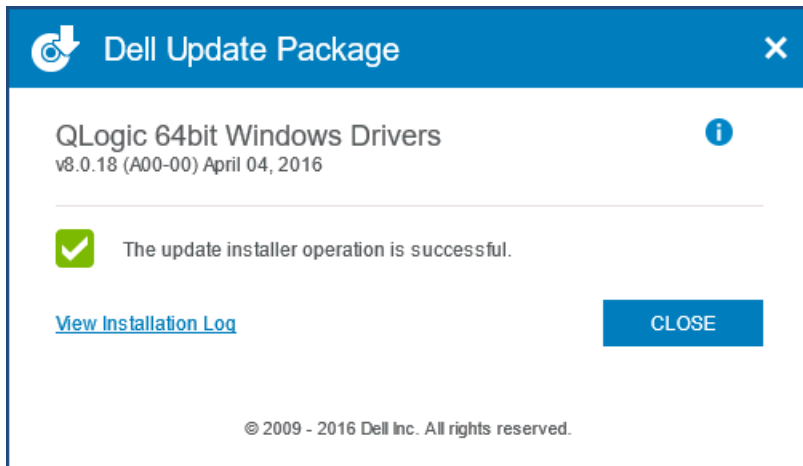 Dell Update Package
QLogic 64bit Windows Drivers
v8.0.18 (A00-00) April 04, 2016
The update installer operation is successful.
View Installation Log
CLOSE
© 2009 - 2016 Dell Inc. All rights reserved.